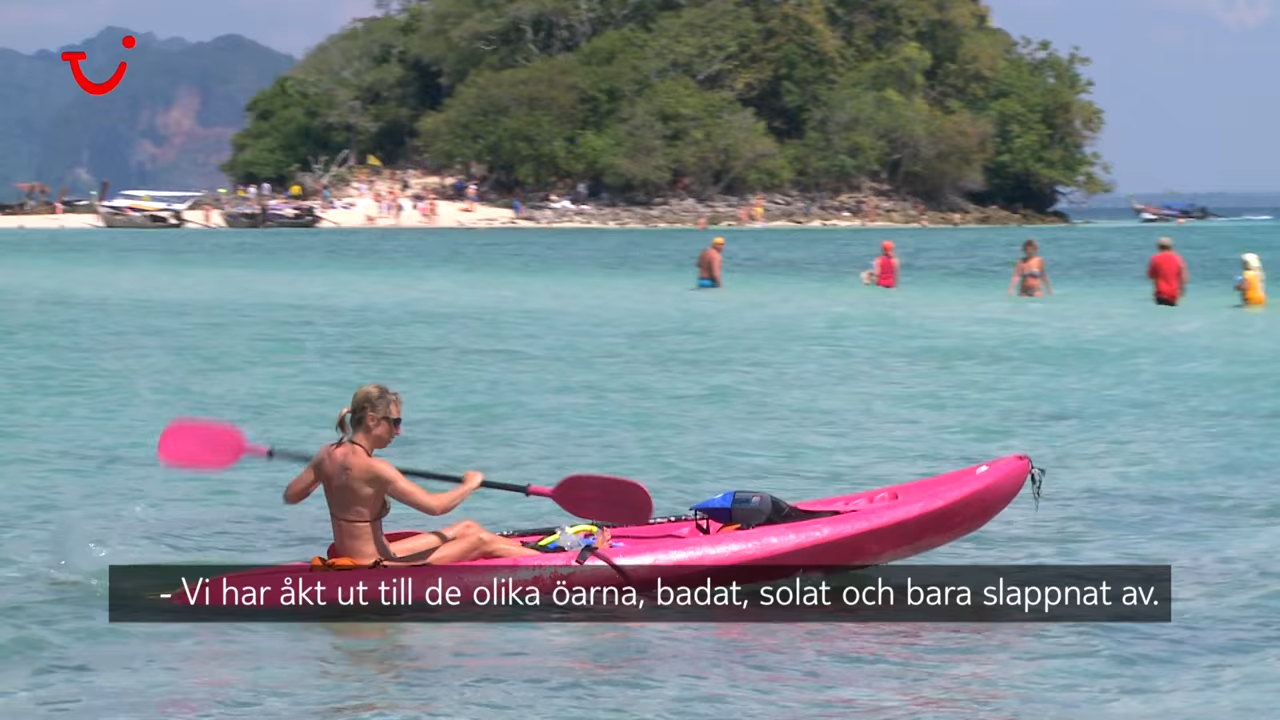 - Vi har åkt ut till de olika öarna, badat, solat och bara slappnat av.